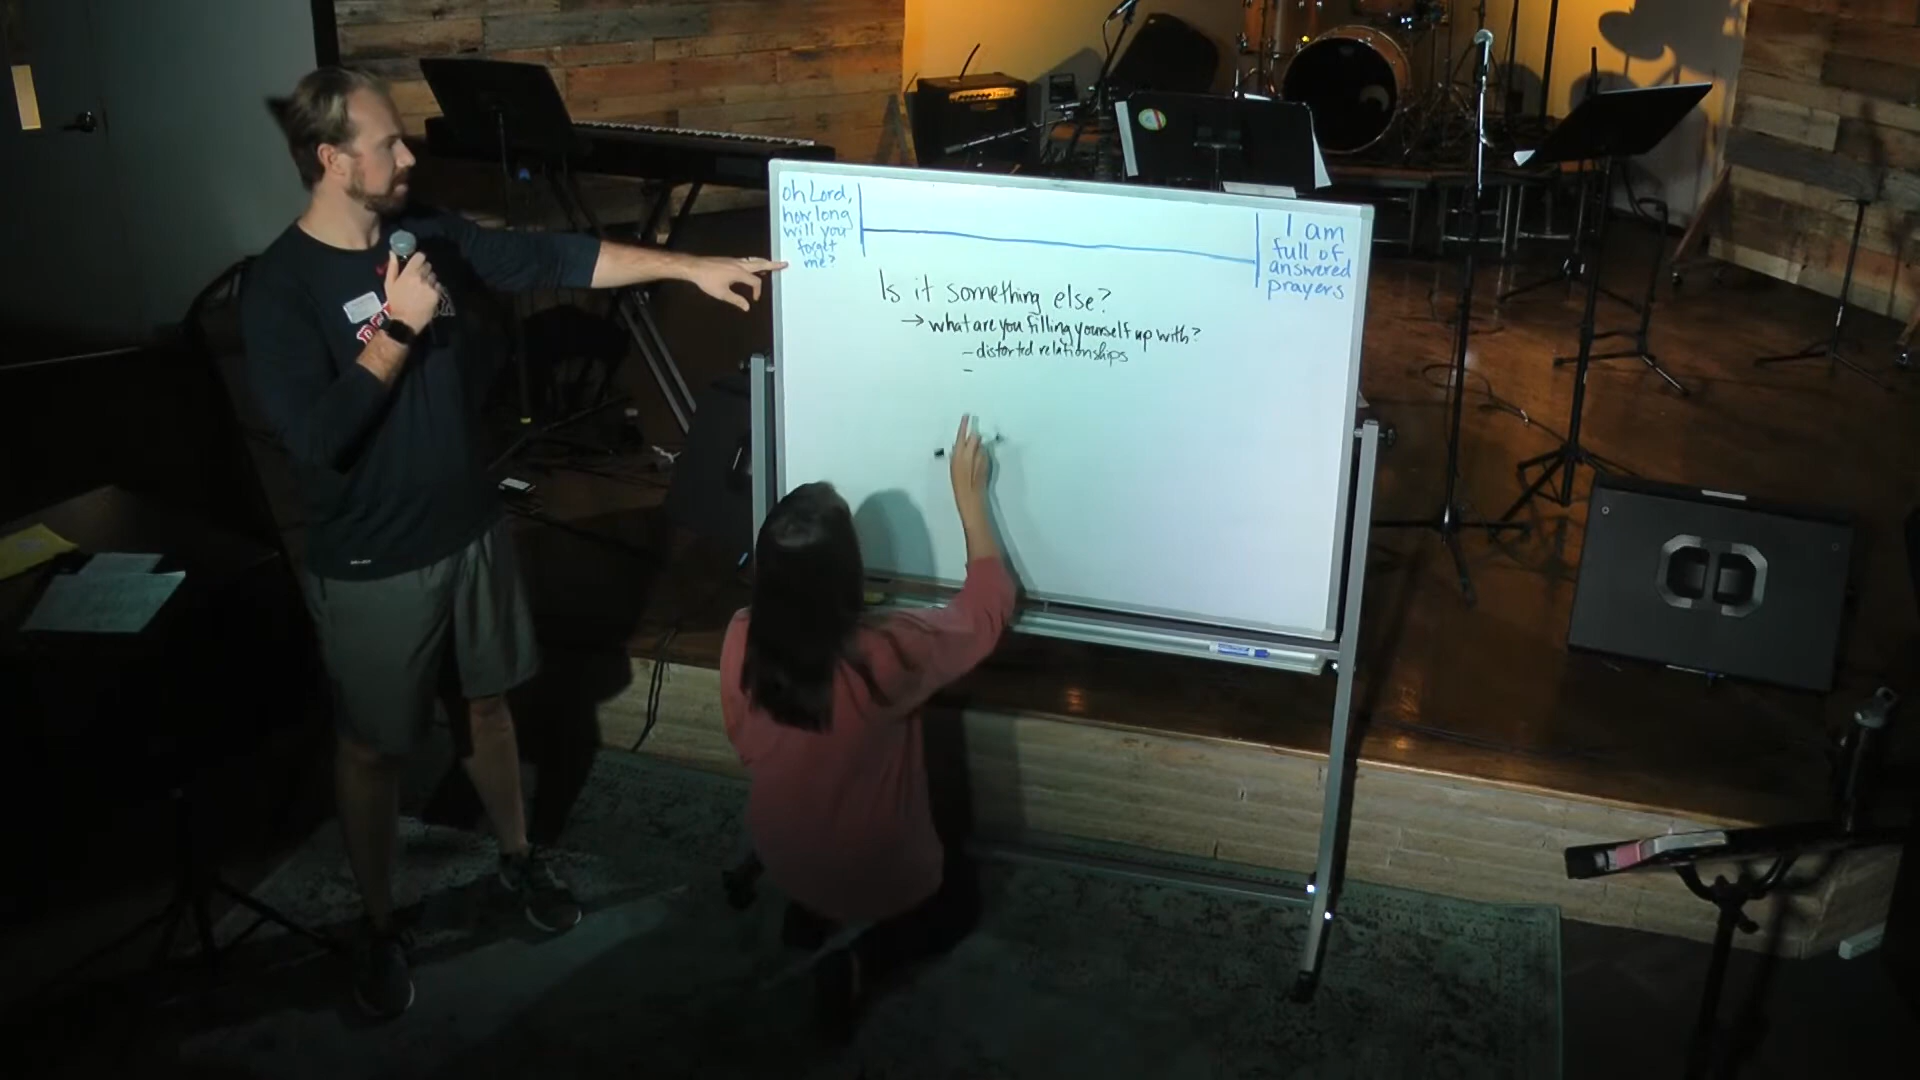 oh Lord,
how long
will you
forget
me?
I am
full of
answered
prayers
Is it something else?
→ what are you filling yourself up with?
- distorted relationships
-